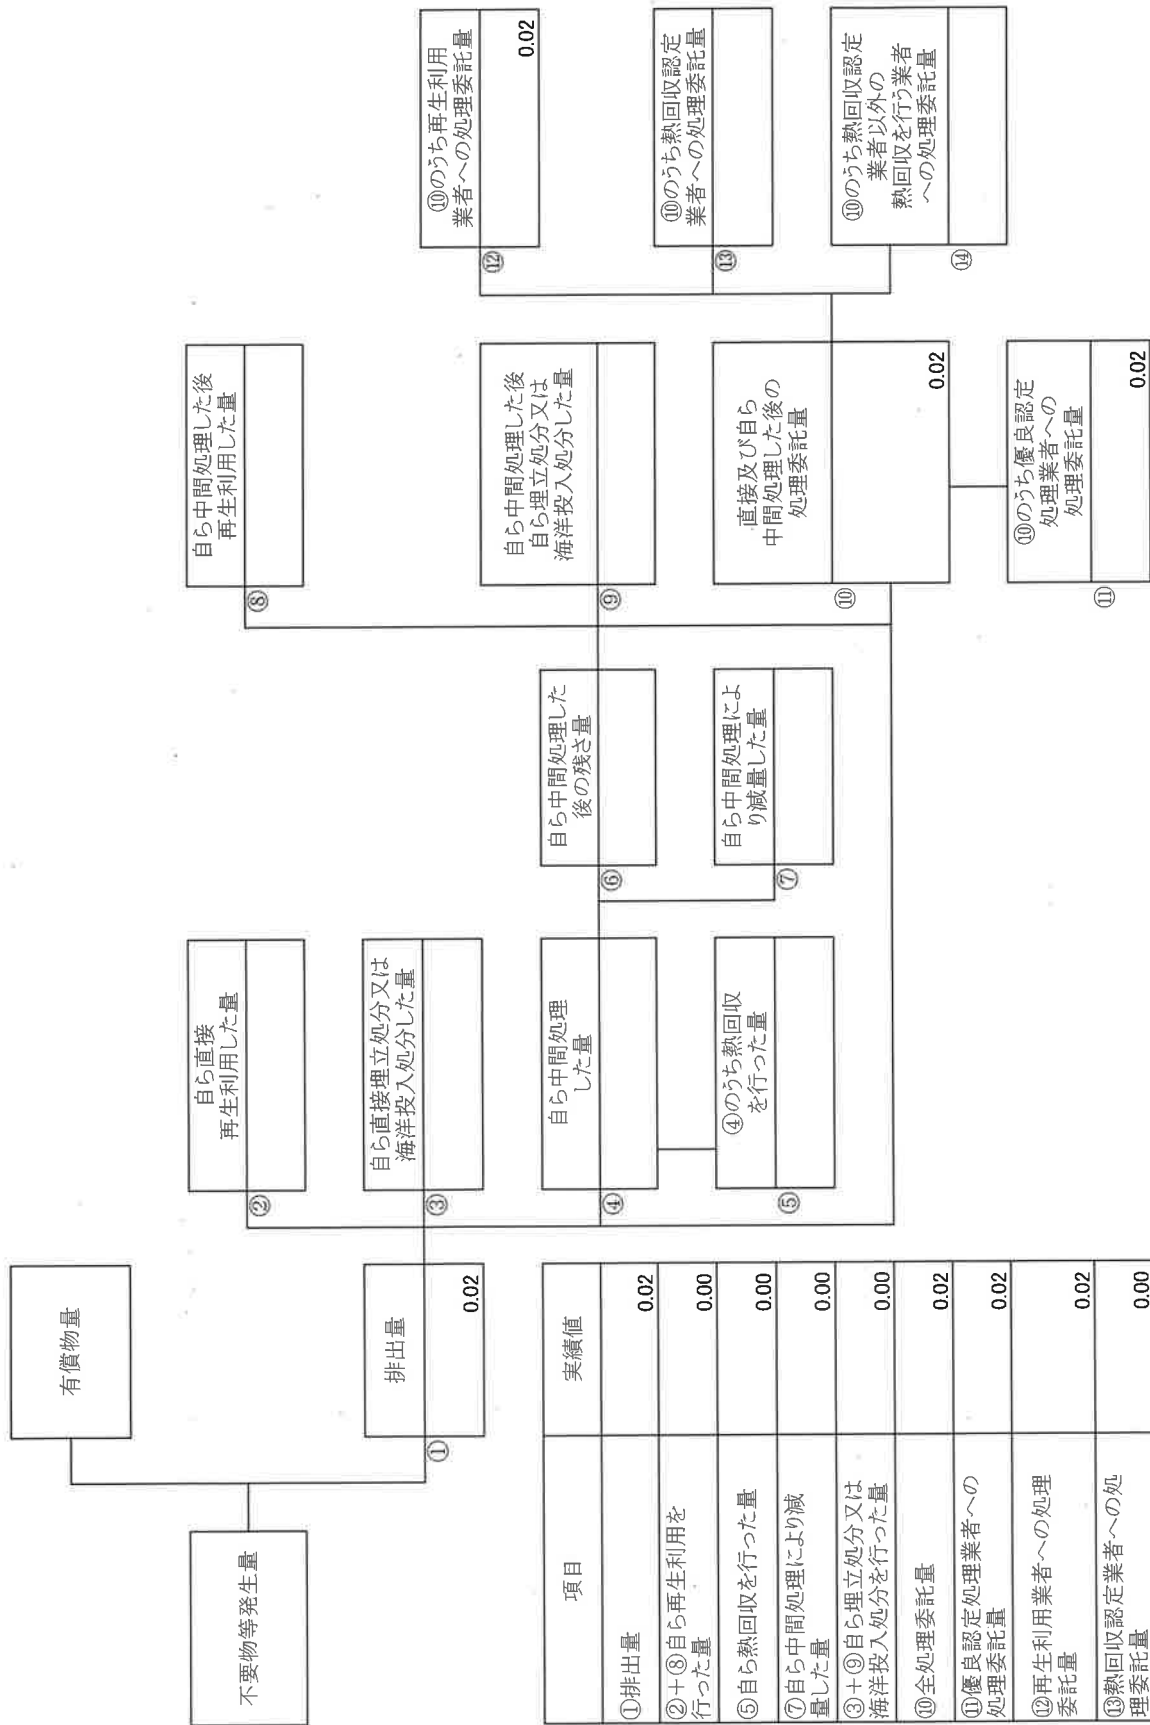 不要物等発生量
有償物量
排出量
①
0.02
自ら直接
再生利用した量
②
自ら直接埋立処分又は
海洋投入処分した量
③
自ら中間処理
した量
④
④のうち熱回収
を行った量
⑤
自ら中間処理した
後の残さ量
⑥
自ら中間処理によ
り減量した量
⑦
自ら中間処理した後
再生利用した量
⑧
自ら中間処理した後
自ら埋立処分又は
海洋投入処分した量
⑨
直接及び自ら
中間処理した後の
処理委託量
⑩
0.02
⑩のうち優良認定
処理業者への
処理委託量
⑪
0.02
⑩のうち再生利用
業者への処理委託量
⑫
0.02
⑩のうち熱回収認定
業者への処理委託量
⑬
⑩のうち熱回収認定
業者以外の
熱回収を行う業者
への処理委託量
⑭
項目 実績値
①排出量 0.02
②+⑧自ら再生利用を
行った量 0.00
⑤自ら熱回収を行った量 0.00
⑦自ら中間処理により減
量した量 0.00
③+⑨自ら埋立処分又は
海洋投入処分を行った量 0.00
⑩全処理委託量 0.02
⑪優良認定処理業者への
処理委託量 0.02
⑫再生利用業者への処理
委託量 0.02
⑬熱回収認定業者への処
理委託量 0.00